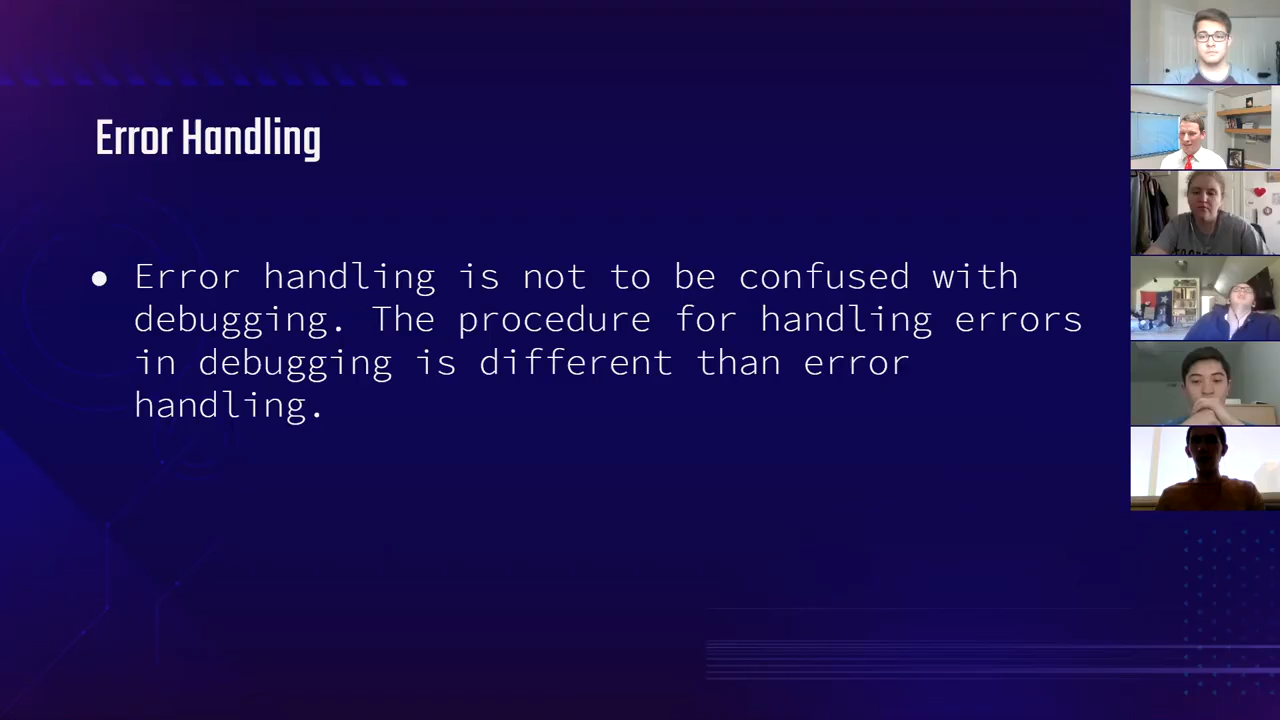 Error Handling
● Error handling is not to be confused with
debugging. The procedure for handling errors
in debugging is different than error
handling.